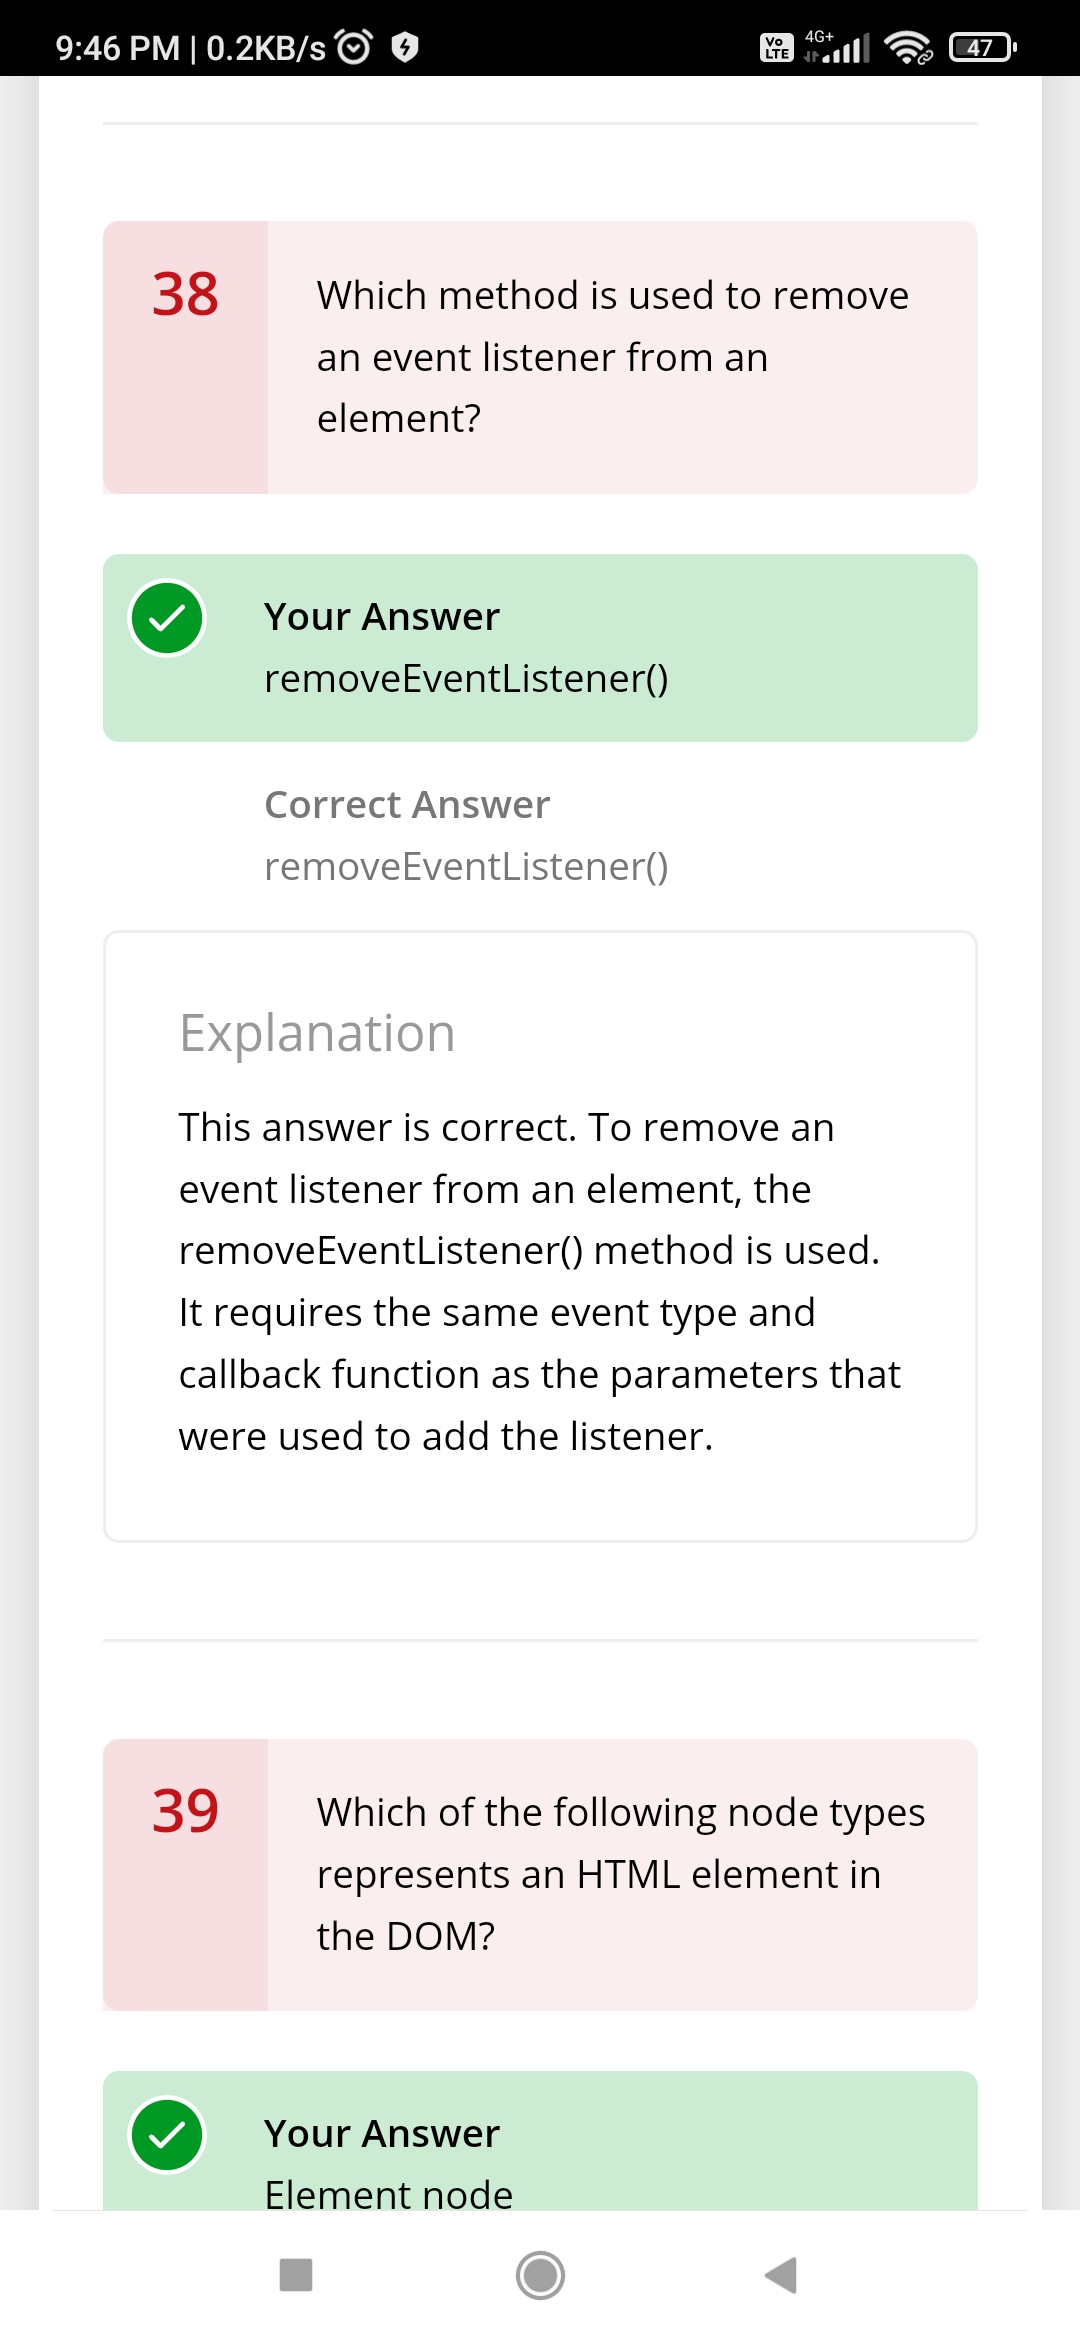 9:46 PM | 0.2KB/s
Vo LTE 4G+ 47
38
Which method is used to remove
an event listener from an
element?
Your Answer
removeEventListener()
Correct Answer
removeEventListener()
Explanation
This answer is correct. To remove an
event listener from an element, the
removeEventListener() method is used.
It requires the same event type and
callback function as the parameters that
were used to add the listener.
39
Which of the following node types
represents an HTML element in
the DOM?
Your Answer
Element node